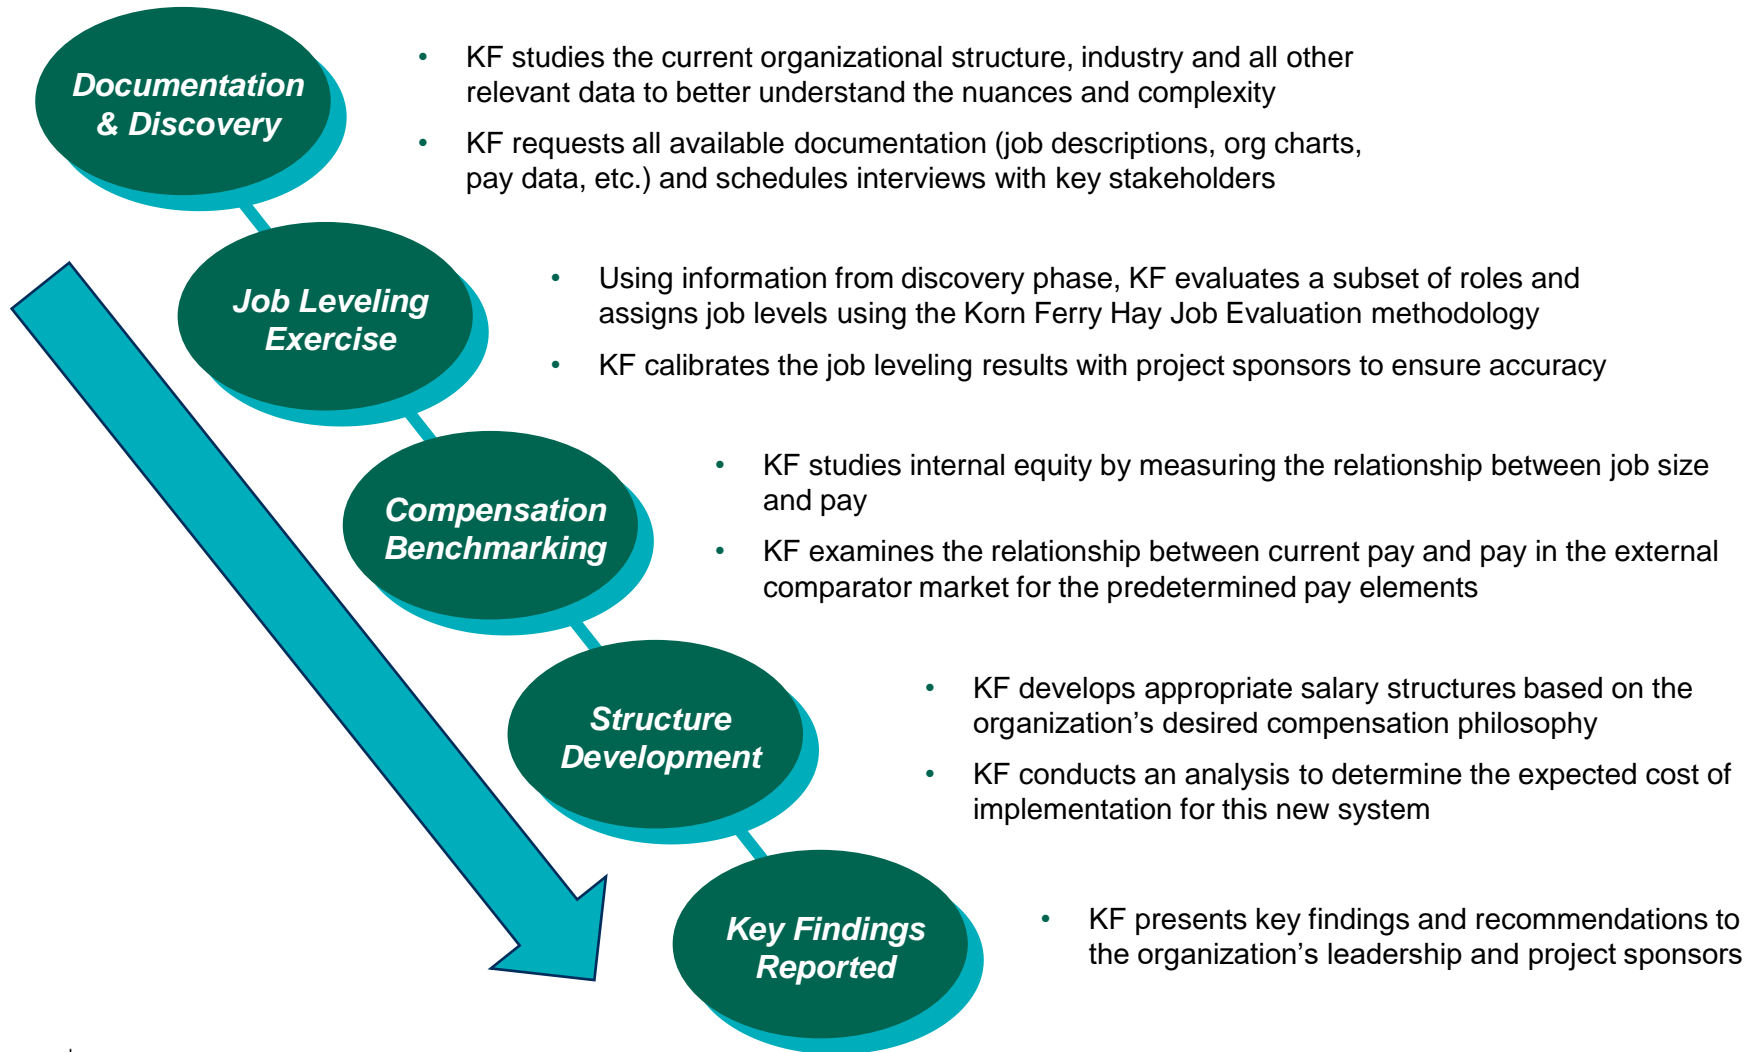 Documentation
& Discovery
• KF studies the current organizational structure, industry and all other
relevant data to better understand the nuances and complexity
• KF requests all available documentation (job descriptions, org charts,
pay data, etc.) and schedules interviews with key stakeholders
Job Leveling
Exercise
• Using information from discovery phase, KF evaluates a subset of roles and
assigns job levels using the Korn Ferry Hay Job Evaluation methodology
• KF calibrates the job leveling results with project sponsors to ensure accuracy
Compensation
Benchmarking
• KF studies internal equity by measuring the relationship between job size
and pay
• KF examines the relationship between current pay and pay in the external
comparator market for the predetermined pay elements
Structure
Development
• KF develops appropriate salary structures based on the
organization’s desired compensation philosophy
• KF conducts an analysis to determine the expected cost of
implementation for this new system
Key Findings
Reported
• KF presents key findings and recommendations to
the organization’s leadership and project sponsors